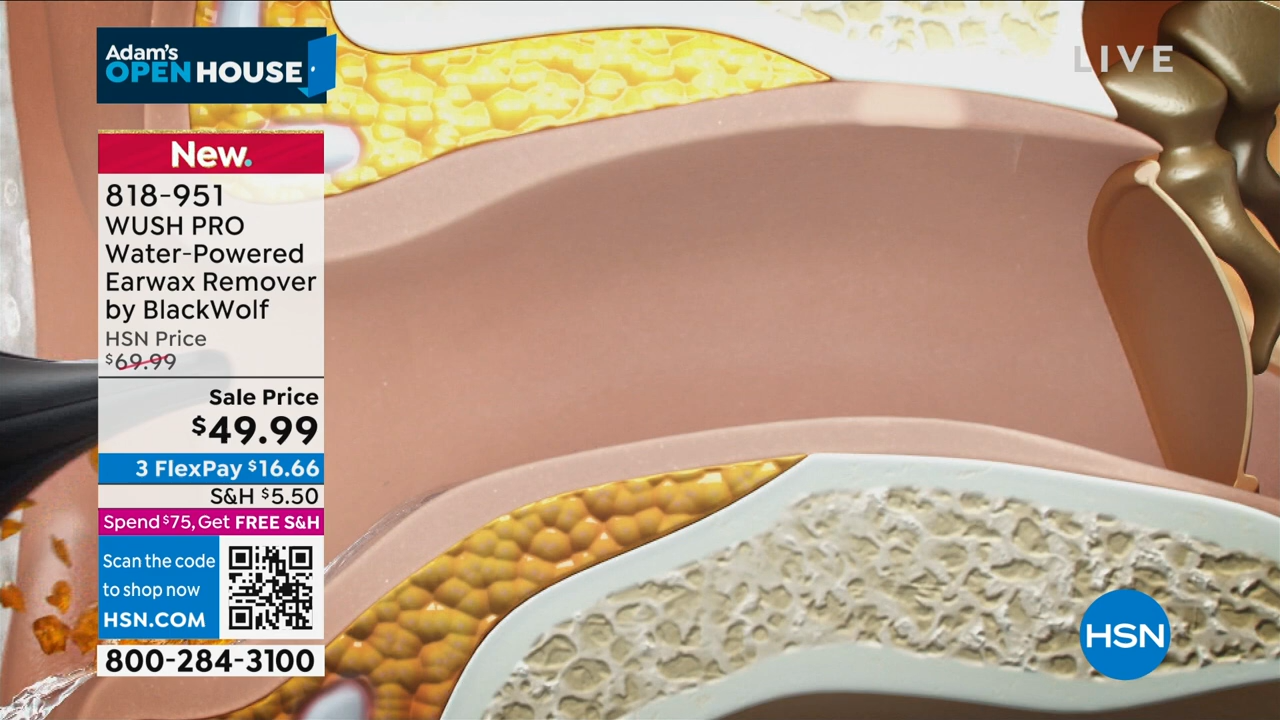 Adam's
OPEN HOUSE
LIVE
New.
818-951
WUSH PRO
Water-Powered
Earwax Remover
by BlackWolf
HSN Price
$69.99
Sale Price
$49.99
3 FlexPay $16.66
S&H $5.50
Spend $75, Get FREE S&H
Scan the code
to shop now
HSN.COM
800-284-3100
HSN